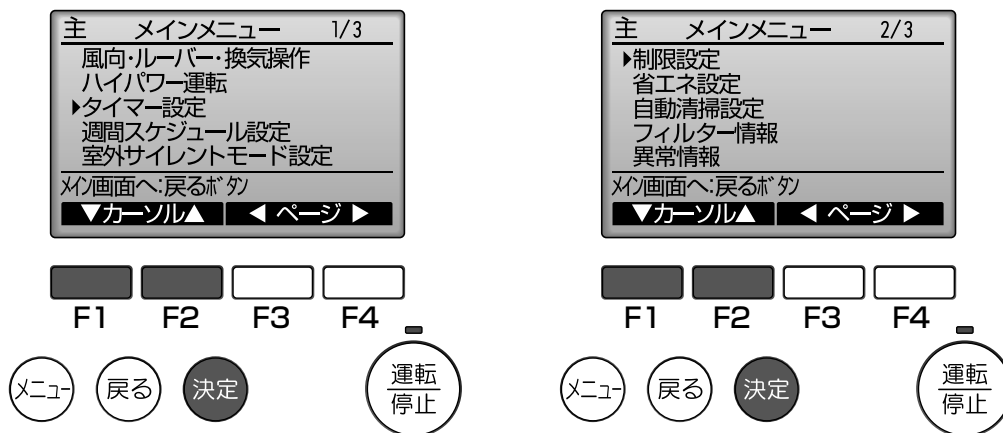 主 メインメニュー 1/3
風向・ルーバー・換気操作
ハイパワー運転
▶タイマー設定
週間スケジュール設定
室外サイレントモード設定
メイン画面へ:戻るボタン
▼カーソル▲ ◀ ページ ▶
F1 F2 F3 F4
メニュー 戻る 決定 運転
停止
主 メインメニュー 2/3
▶制限設定
省エネ設定
自動清掃設定
フィルター情報
異常情報
メイン画面へ:戻るボタン
▼カーソル▲ ◀ ページ ▶
F1 F2 F3 F4
メニュー 戻る 決定 運転
停止